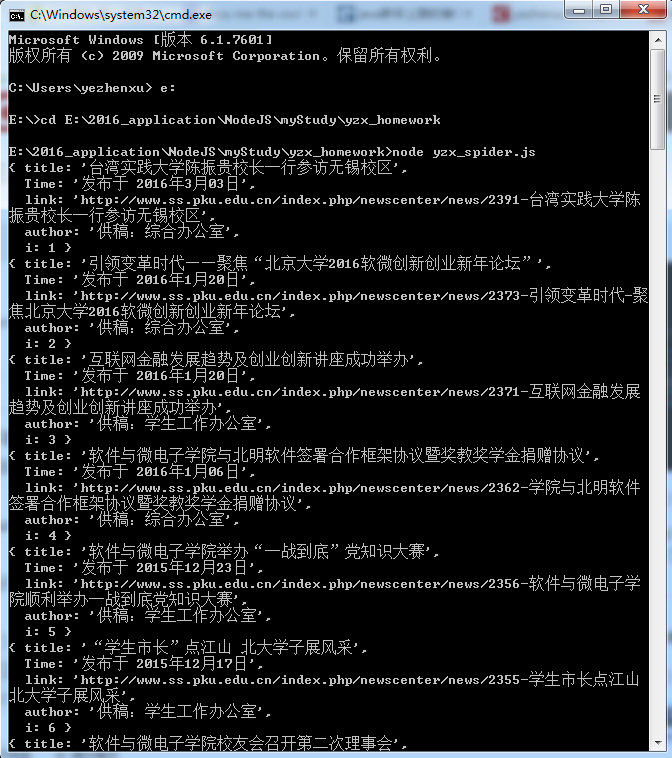 C:\Windows\system32\cmd.exe
Microsoft Windows [版本 6.1.7601]
版权所有 (c) 2009 Microsoft Corporation。保留所有权利。
C:\Users\yezhenxu> e:
E:\>cd E:\2016_application\NodeJS\myStudy\yzx_homework
E:\2016_application\NodeJS\myStudy\yzx_homework>node yzx_spider.js
{ title: '台湾实践大学陈振贵校长一行参访无锡校区',
Time: '发布于 2016年3月03日',
link: 'http://www.ss.pku.edu.cn/index.php/newscenter/news/2391-台湾实践大学陈
振贵校长一行参访无锡校区',
author: '供稿：综合办公室',
i: 1 }
{ title: '引领变革时代——聚焦“北京大学2016软微创新创业新年论坛”',
Time: '发布于 2016年1月20日',
link: 'http://www.ss.pku.edu.cn/index.php/newscenter/news/2373-引领变革时代-聚
焦北京大学2016软微创新创业新年论坛',
author: '供稿：综合办公室',
i: 2 }
{ title: '互联网金融发展趋势及创业创新讲座成功举办',
Time: '发布于 2016年1月20日',
link: 'http://www.ss.pku.edu.cn/index.php/newscenter/news/2371-互联网金融发展
趋势及创业创新讲座成功举办',
author: '供稿：学生工作办公室',
i: 3 }
{ title: '软件与微电子学院与北明软件签署合作框架协议暨奖教奖学金捐赠协议',
Time: '发布于 2016年1月06日',
link: 'http://www.ss.pku.edu.cn/index.php/newscenter/news/2362-学院与北明软件
签署合作框架协议暨奖教奖学金捐赠协议',
author: '供稿：综合办公室',
i: 4 }
{ title: '软件与微电子学院举办“一战到底”党知识大赛',
Time: '发布于 2015年12月23日',
link: 'http://www.ss.pku.edu.cn/index.php/newscenter/news/2356-软件与微电子学
院顺利举办一战到底党知识大赛',
author: '供稿：学生工作办公室',
i: 5 }
{ title: '“学生市长”点江山 北大学子展风采',
Time: '发布于 2015年12月17日',
link: 'http://www.ss.pku.edu.cn/index.php/newscenter/news/2355-学生市长点江山
北大学子展风采',
author: '供稿：学生工作办公室',
i: 6 }
{ title: '软件与微电子学院校友会召开第二次理事会',